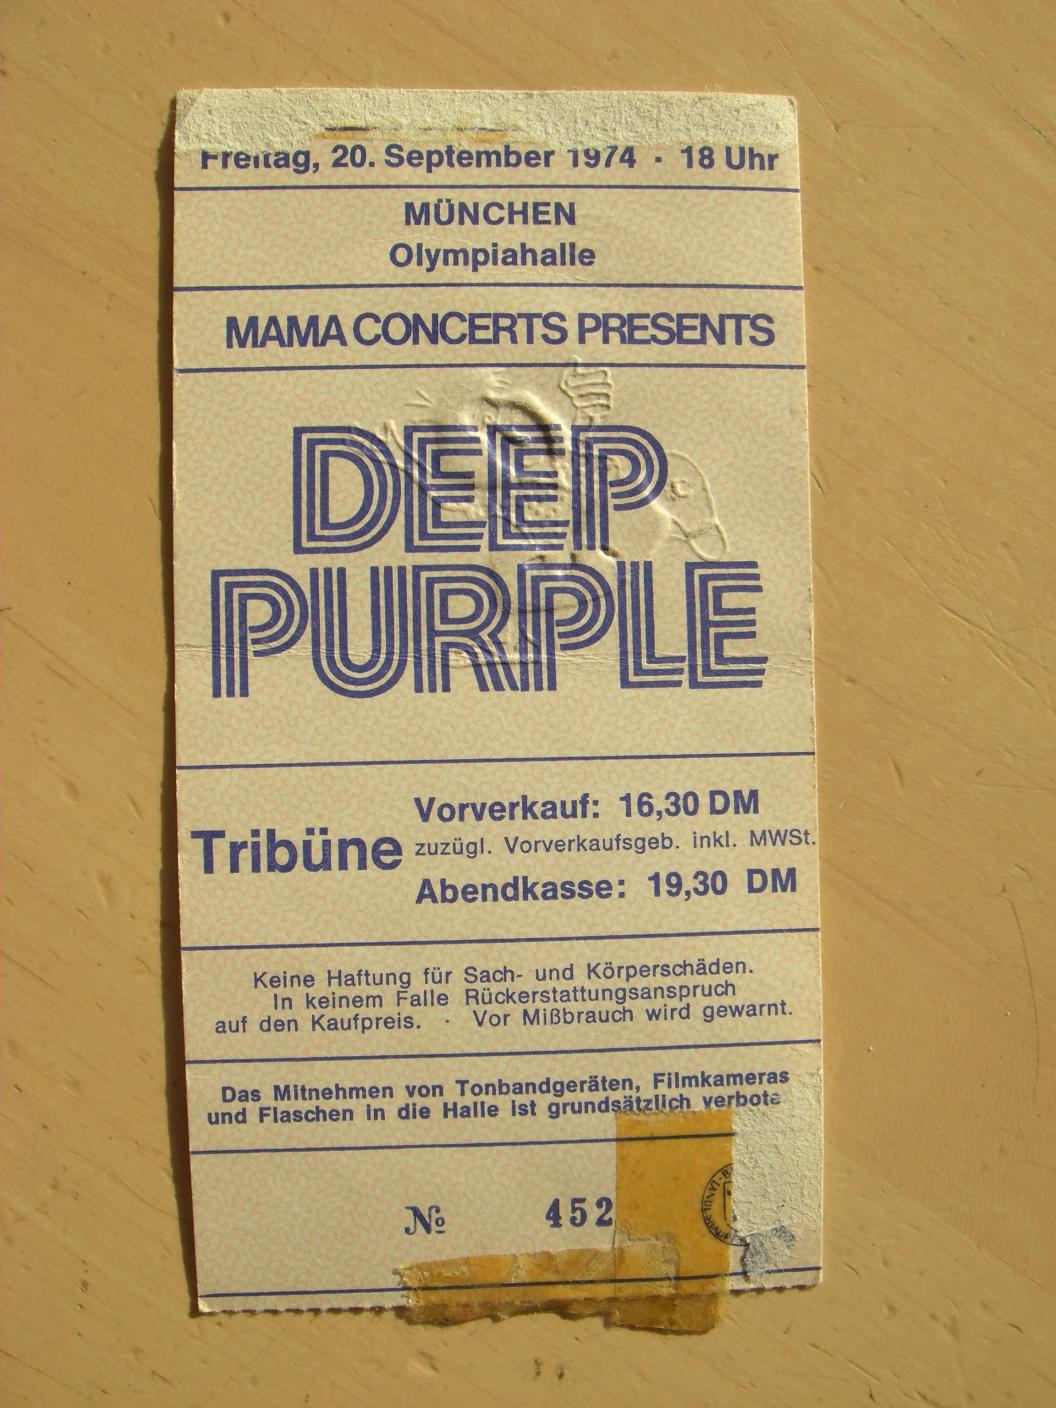 Freitag, 20. September 1974 · 18 Uhr
MÜNCHEN
Olympiahalle
MAMA CONCERTS PRESENTS
DEEP
PURPLE
Tribüne
Vorverkauf: 16,30 DM
zuzügl. Vorverkaufsgeb. inkl. MWSt.
Abendkasse: 19,30 DM
Keine Haftung für Sach- und Körperschäden.
In keinem Falle Rückerstattungsanspruch
auf den Kaufpreis. · Vor Mißbrauch wird gewarnt.
Das Mitnehmen von Tonbandgeräten, Filmkameras
und Flaschen in die Halle ist grundsätzlich verbote
№ 452